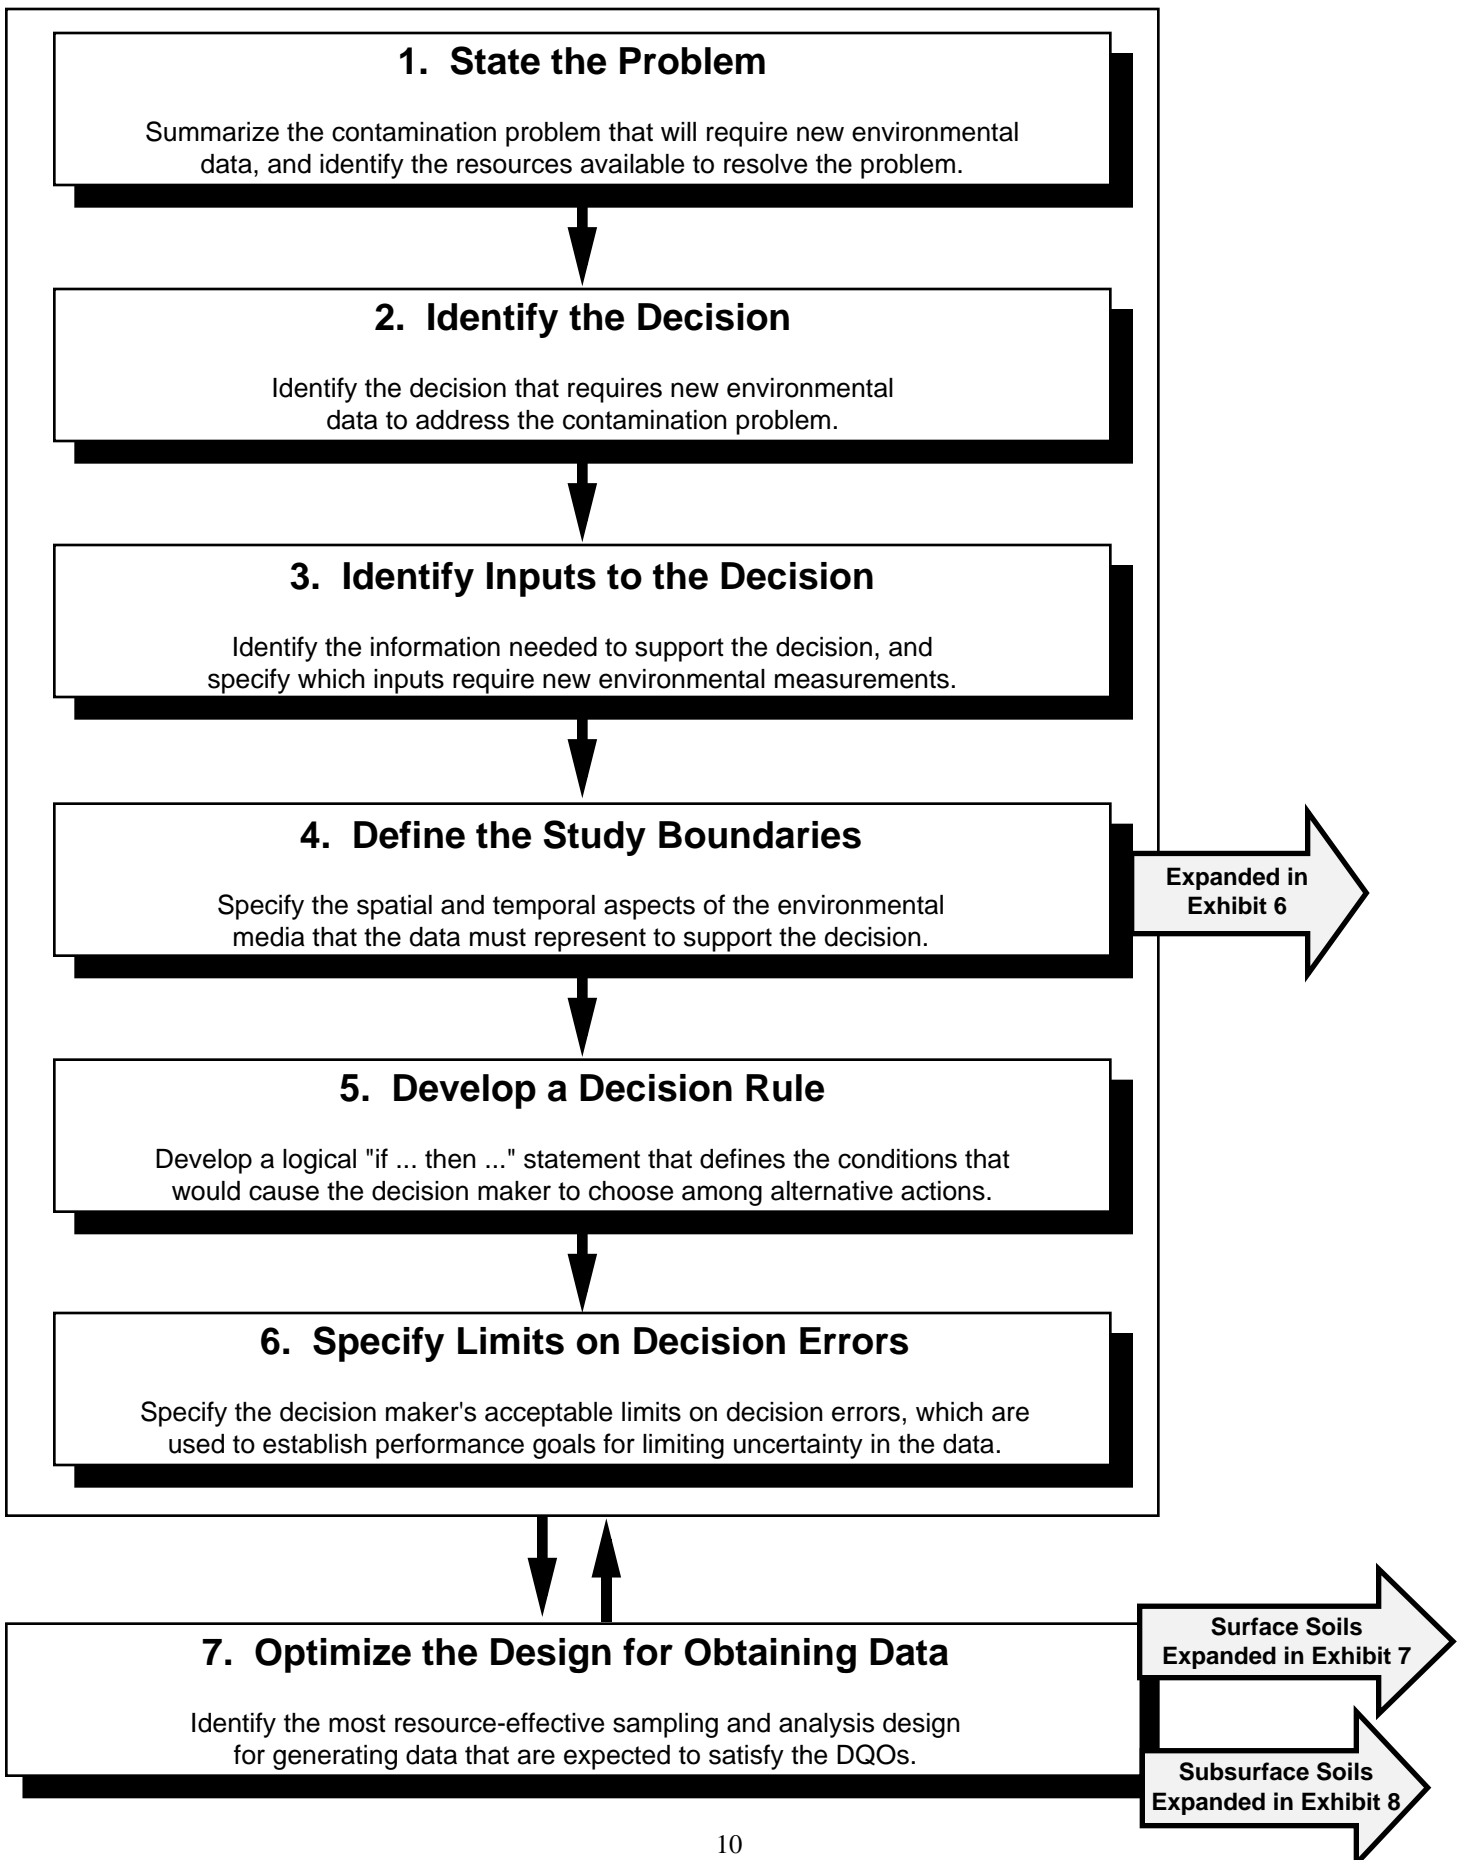 1. State the Problem
Summarize the contamination problem that will require new environmental
data, and identify the resources available to resolve the problem.
2. Identify the Decision
Identify the decision that requires new environmental
data to address the contamination problem.
3. Identify Inputs to the Decision
Identify the information needed to support the decision, and
specify which inputs require new environmental measurements.
4. Define the Study Boundaries
Specify the spatial and temporal aspects of the environmental
media that the data must represent to support the decision.
Expanded in
Exhibit 6
5. Develop a Decision Rule
Develop a logical "if ... then ..." statement that defines the conditions that
would cause the decision maker to choose among alternative actions.
6. Specify Limits on Decision Errors
Specify the decision maker's acceptable limits on decision errors, which are
used to establish performance goals for limiting uncertainty in the data.
7. Optimize the Design for Obtaining Data
Identify the most resource-effective sampling and analysis design
for generating data that are expected to satisfy the DQOs.
Surface Soils
Expanded in Exhibit 7
Subsurface Soils
Expanded in Exhibit 8
10